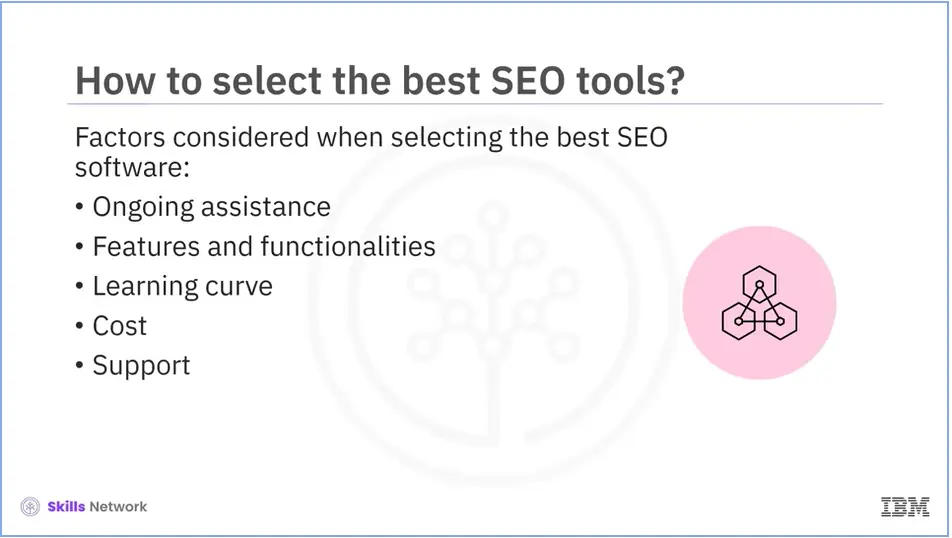 How to select the best SEO tools?
Factors considered when selecting the best SEO
software:
• Ongoing assistance
• Features and functionalities
• Learning curve
• Cost
• Support
Skills Network
IBM